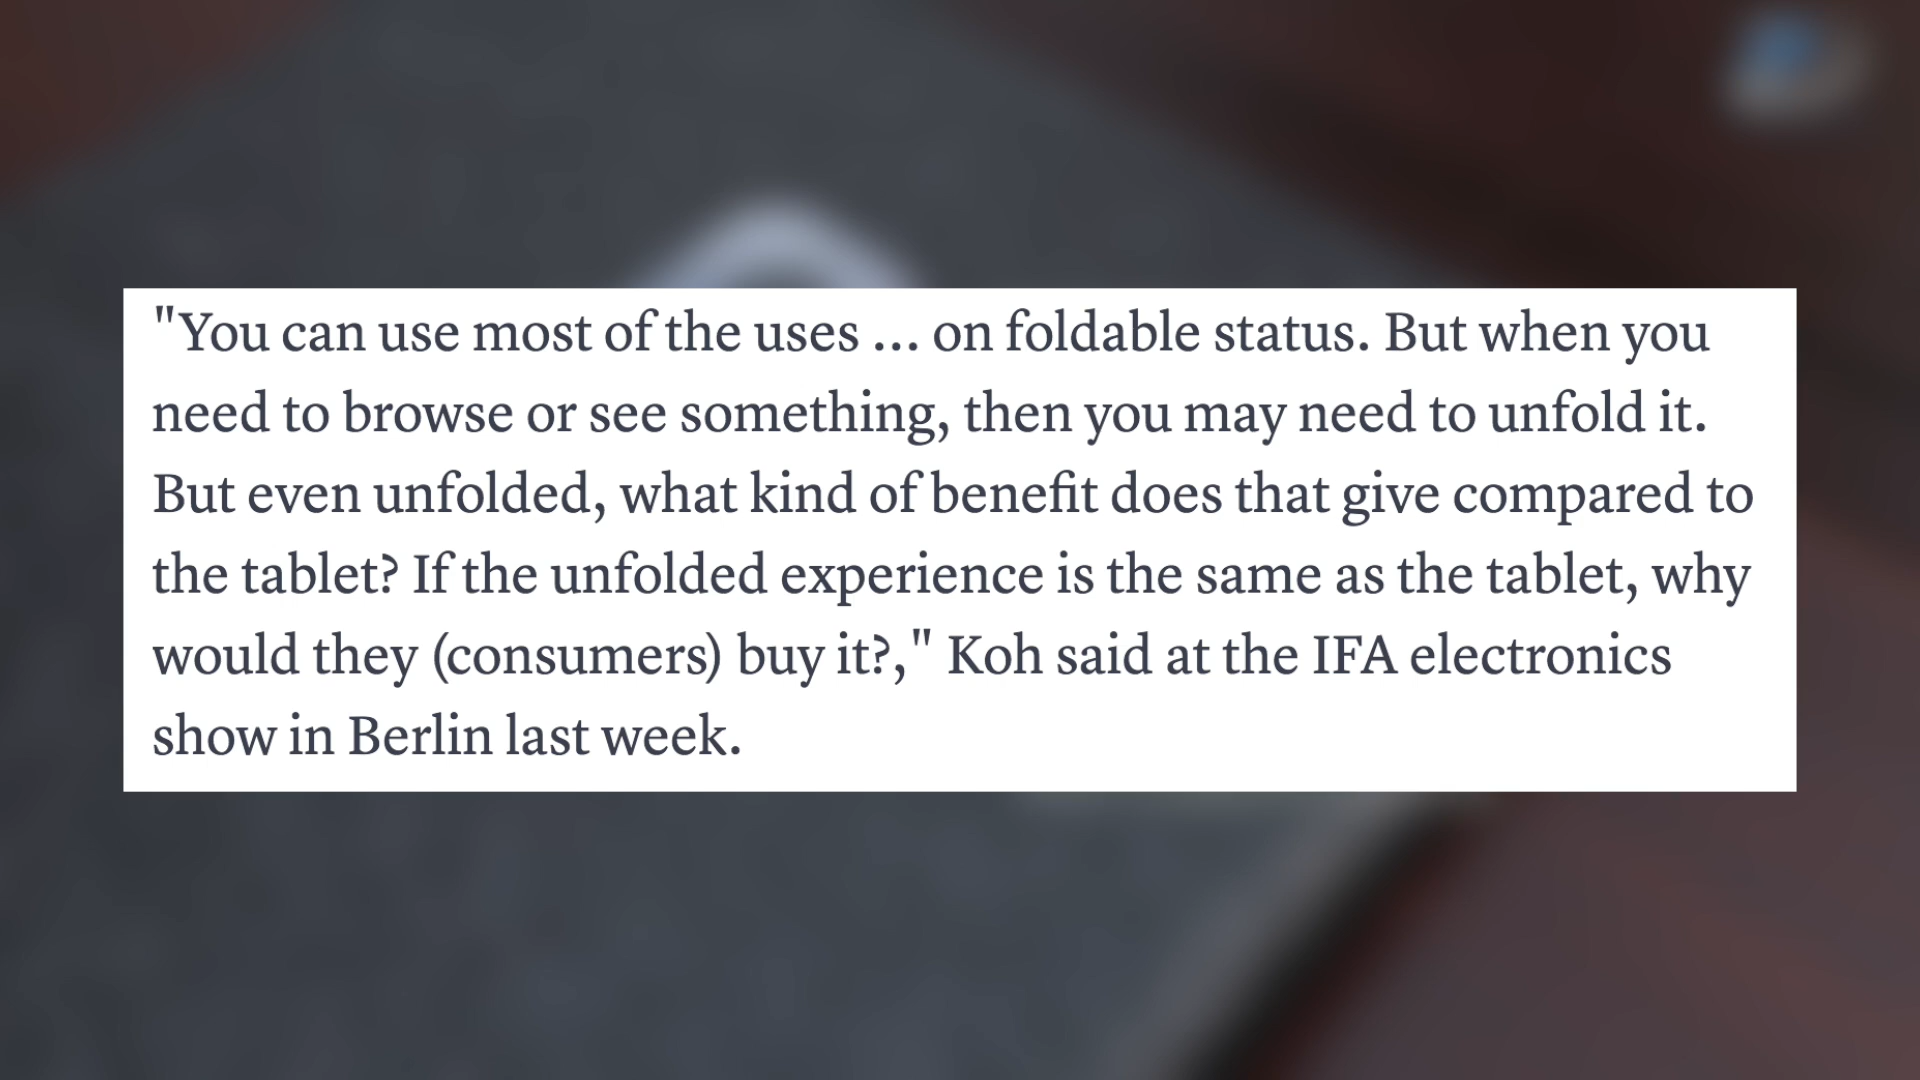 "You can use most of the uses ... on foldable status. But when you
need to browse or see something, then you may need to unfold it.
But even unfolded, what kind of benefit does that give compared to
the tablet? If the unfolded experience is the same as the tablet, why
would they (consumers) buy it?," Koh said at the IFA electronics
show in Berlin last week.